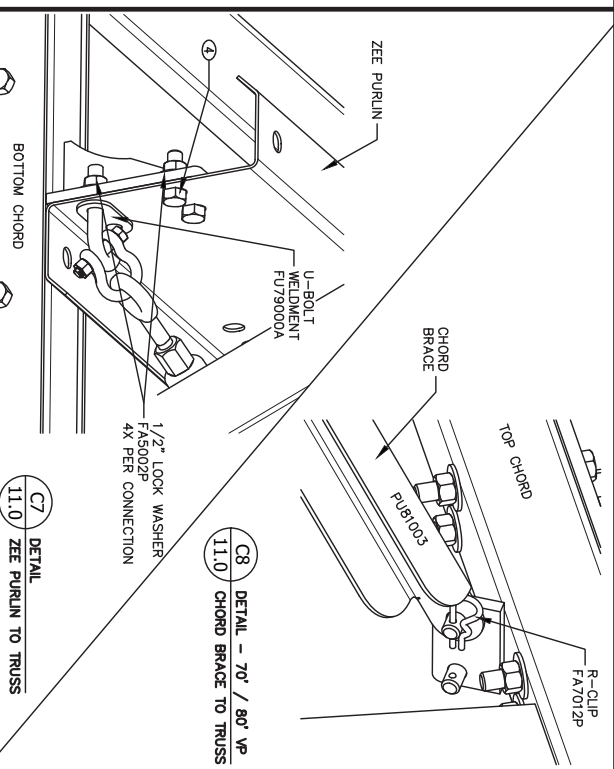 ZEE PURLIN
4
U-BOLT
WELDMENT
FU79000A
BOTTOM CHORD
1/2" LOCK WASHER
FA5002P
4X PER CONNECTION
C7
11.0
DETAIL
ZEE PURLIN TO TRUSS
CHORD
BRACE
TOP CHORD
PU81003
R-CLIP
FA7012P
C8
11.0
DETAIL - 70' / 80' VP
CHORD BRACE TO TRUSS